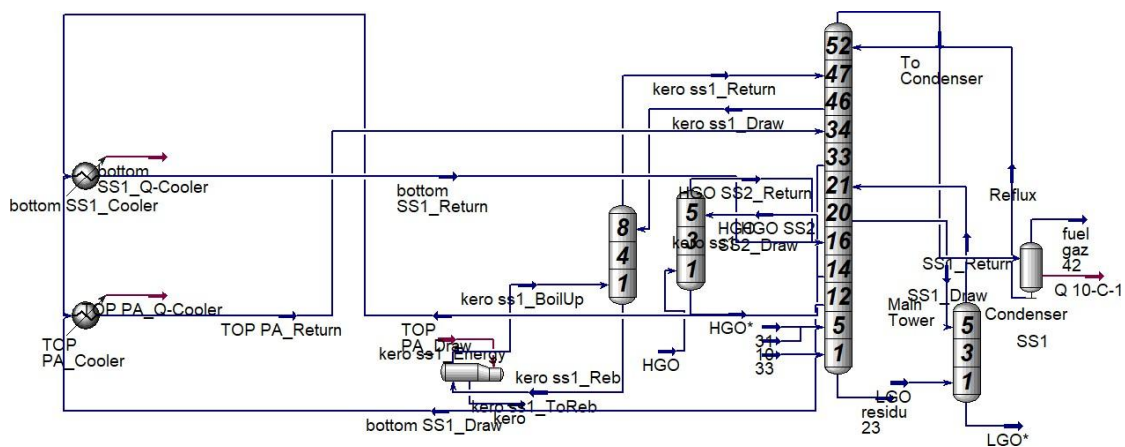 52
47
46
34
33
21
20
16
14
12
5
1
To
Condenser
kero ss1_Return
kero ss1_Draw
bottom
SS1_Q-Cooler
bottom SS1_Cooler
bottom
SS1_Return
HGO SS2_Return
HGO SS2
SS2_Draw
8
4
1
5
3
1
Reflux
fuel
gaz
42
Q 10-C-1
SS1_Return
SS1_Draw
Main
Tower
Condenser
SS1
5
3
1
TOP PA_Q-Cooler
TOP
PA_Cooler
TOP PA_Return
TOP
PA_Draw
kero ss1_Energy
kero ss1_BoilUp
kero ss1_Reb
kero ss1_ToReb
kero
bottom SS1_Draw
HGO
HGO*
31
10
33
residu
23
LGO
LGO*